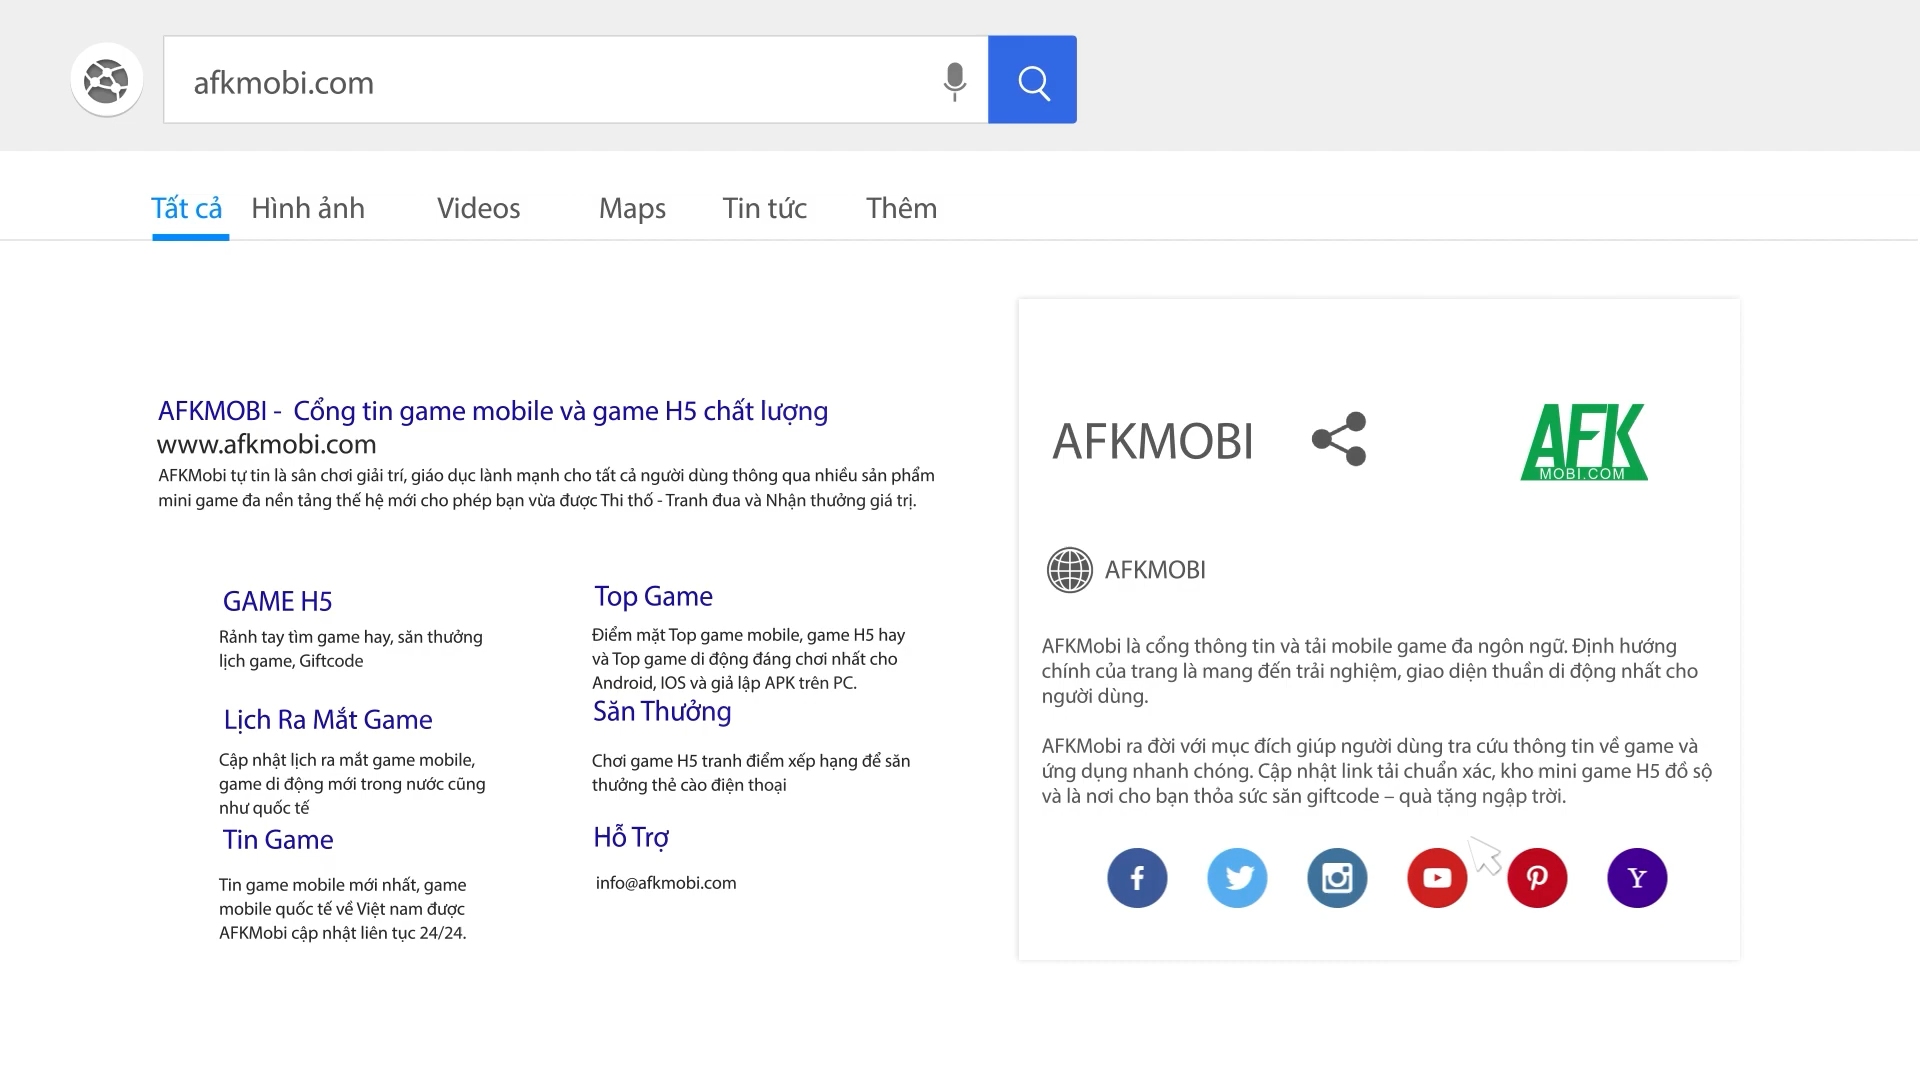 afkmobi.com
Tất cả Hình ảnh Videos Maps Tin tức Thêm
AFKMOBI - Cổng tin game mobile và game H5 chất lượng
www.afkmobi.com
AFKMobi tự tin là sân chơi giải trí, giáo dục lành mạnh cho tất cả người dùng thông qua nhiều sản phẩm
mini game đa nền tảng thế hệ mới cho phép bạn vừa được Thi thố - Tranh đua và Nhận thưởng giá trị.
GAME H5
Rảnh tay tìm game hay, săn thưởng
lịch game, Giftcode
Lịch Ra Mắt Game
Cập nhật lịch ra mắt game mobile,
game di động mới trong nước cũng
như quốc tế
Tin Game
Tin game mobile mới nhất, game
mobile quốc tế về Việt nam được
AFKMobi cập nhật liên tục 24/24.
Top Game
Điểm mặt Top game mobile, game H5 hay
và Top game di động đáng chơi nhất cho
Android, IOS và giả lập APK trên PC.
Săn Thưởng
Chơi game H5 tranh điểm xếp hạng để săn
thưởng thẻ cào điện thoại
Hỗ Trợ
info@afkmobi.com
AFKMOBI
AFK
MOBI.COM
AFKMOBI
AFKMobi là cổng thông tin và tải mobile game đa ngôn ngữ. Định hướng
chính của trang là mang đến trải nghiệm, giao diện thuần di động nhất cho
người dùng.
AFKMobi ra đời với mục đích giúp người dùng tra cứu thông tin về game và
ứng dụng nhanh chóng. Cập nhật link tải chuẩn xác, kho mini game H5 đồ sộ
và là nơi cho bạn thỏa sức săn giftcode – quà tặng ngập trời.